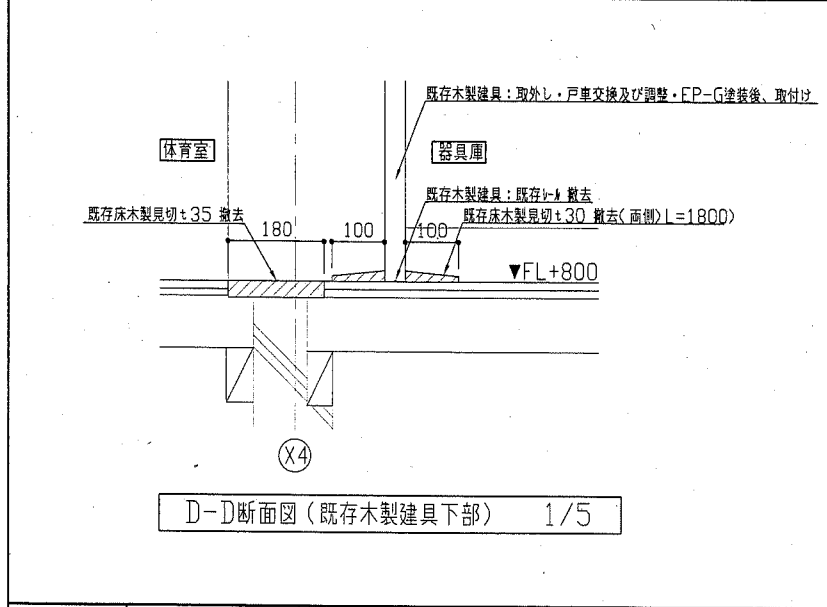 既存木製建具：取外し・戸車交換及び調整・EP-G塗装後、取付け
体育室
器具庫
既存木製建具：既存ﾚｰﾙ 撤去
既存床木製見切t35 撤去
既存床木製見切t30 撤去(両側)L=1800)
180
100
100
▼FL+800
X4
D-D断面図(既存木製建具下部) 1/5